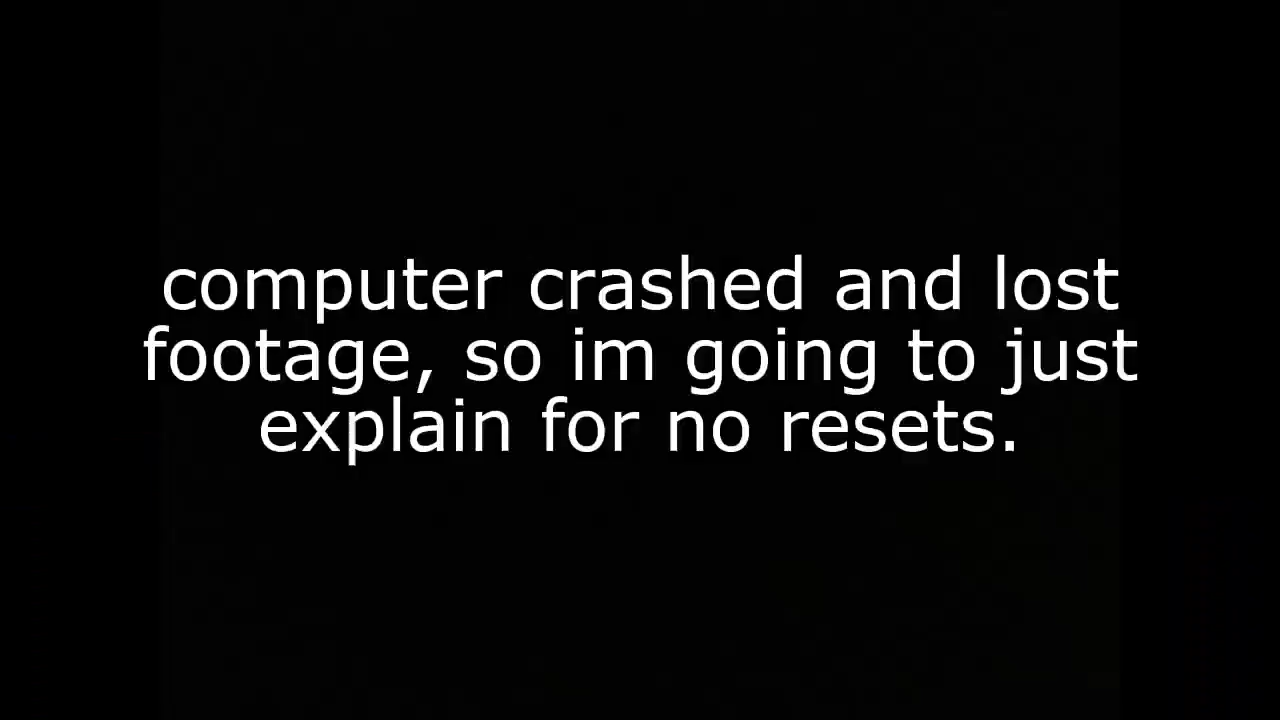 computer crashed and lost
footage, so im going to just
explain for no resets.